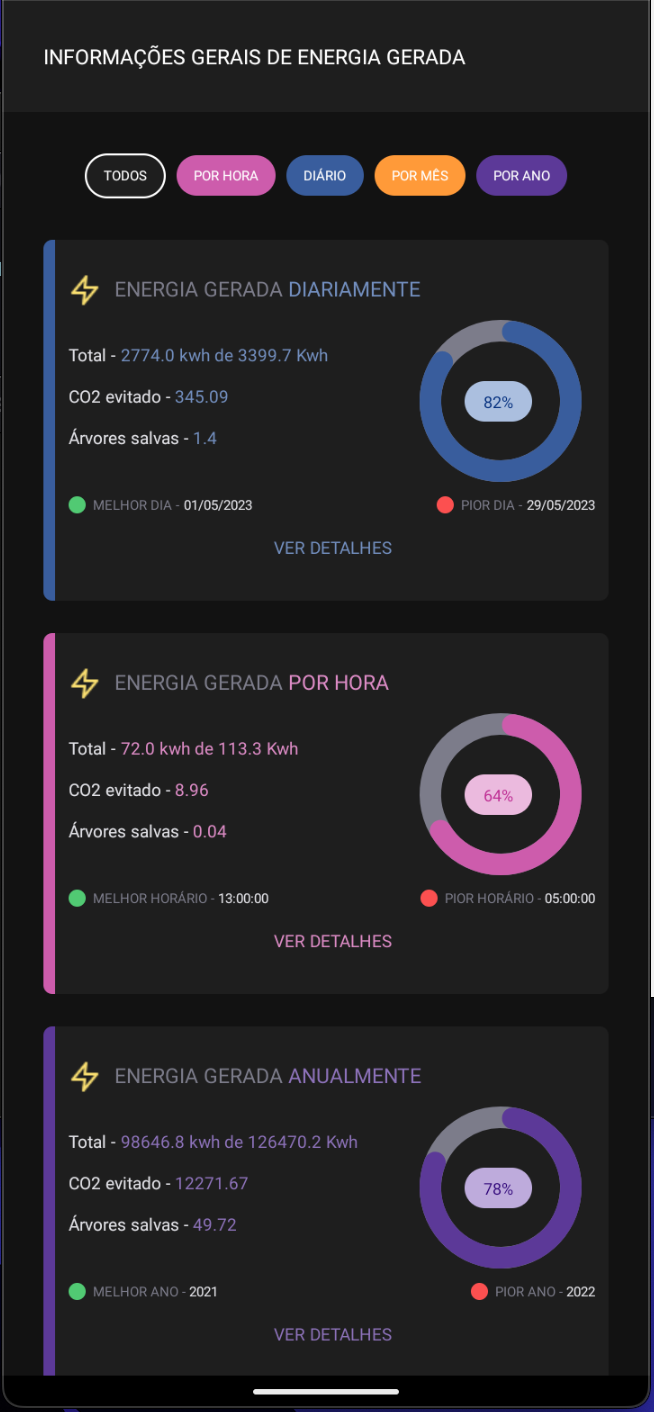 INFORMAÇÕES GERAIS DE ENERGIA GERADA
TODOS POR HORA DIÁRIO POR MÊS POR ANO
ENERGIA GERADA DIARIAMENTE
Total - 2774.0 kwh de 3399.7 Kwh
CO2 evitado - 345.09
82%
Árvores salvas - 1.4
MELHOR DIA - 01/05/2023 PIOR DIA - 29/05/2023
VER DETALHES
ENERGIA GERADA POR HORA
Total - 72.0 kwh de 113.3 Kwh
CO2 evitado - 8.96
64%
Árvores salvas - 0.04
MELHOR HORÁRIO - 13:00:00 PIOR HORÁRIO - 05:00:00
VER DETALHES
ENERGIA GERADA ANUALMENTE
Total - 98646.8 kwh de 126470.2 Kwh
CO2 evitado - 12271.67
78%
Árvores salvas - 49.72
MELHOR ANO - 2021 PIOR ANO - 2022
VER DETALHES